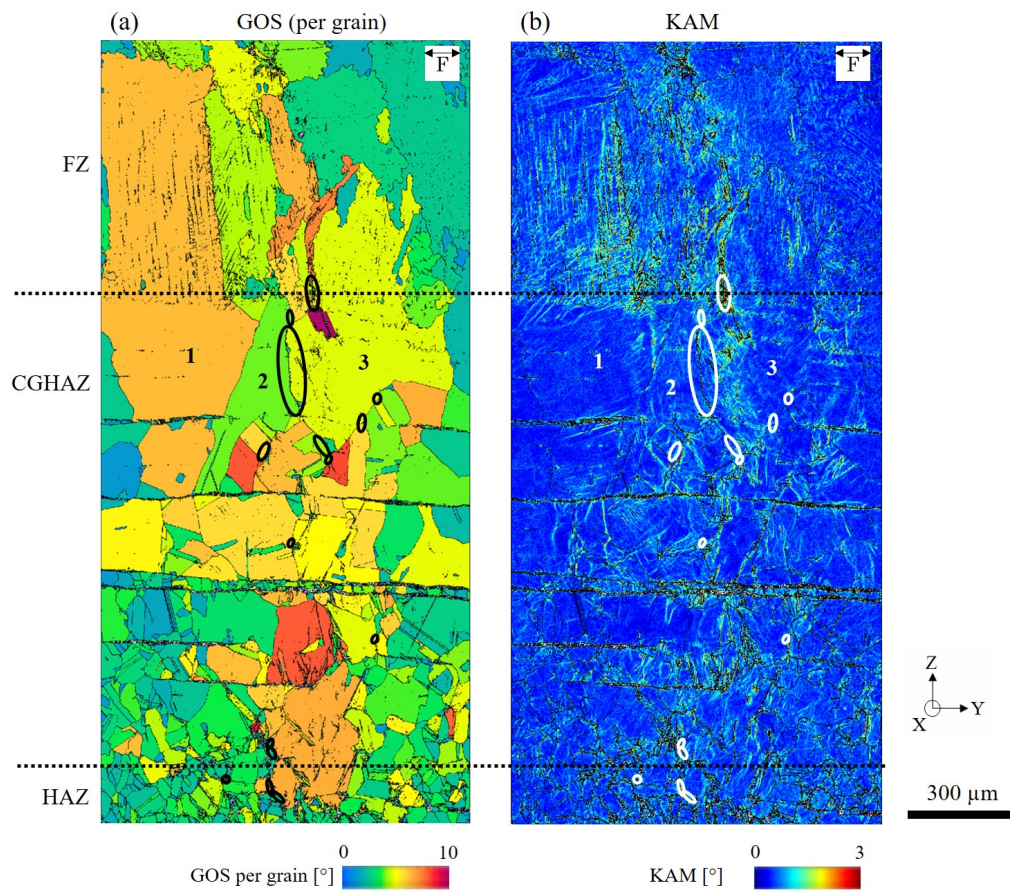 (a) GOS (per grain)
(b) KAM
F
F
FZ
1
2
3
1
2
3
CGHAZ
Z
Y
X
HAZ
300 µm
0 10
GOS per grain [°]
0 3
KAM [°]